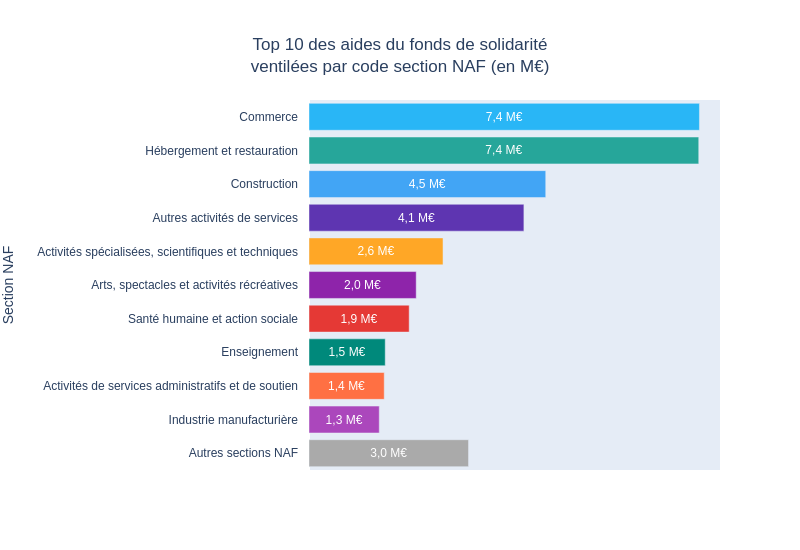 Top 10 des aides du fonds de solidarité
ventilées par code section NAF (en M€)
Section NAF
Commerce 7,4 M€
Hébergement et restauration 7,4 M€
Construction 4,5 M€
Autres activités de services 4,1 M€
Activités spécialisées, scientifiques et techniques 2,6 M€
Arts, spectacles et activités récréatives 2,0 M€
Santé humaine et action sociale 1,9 M€
Enseignement 1,5 M€
Activités de services administratifs et de soutien 1,4 M€
Industrie manufacturière 1,3 M€
Autres sections NAF 3,0 M€